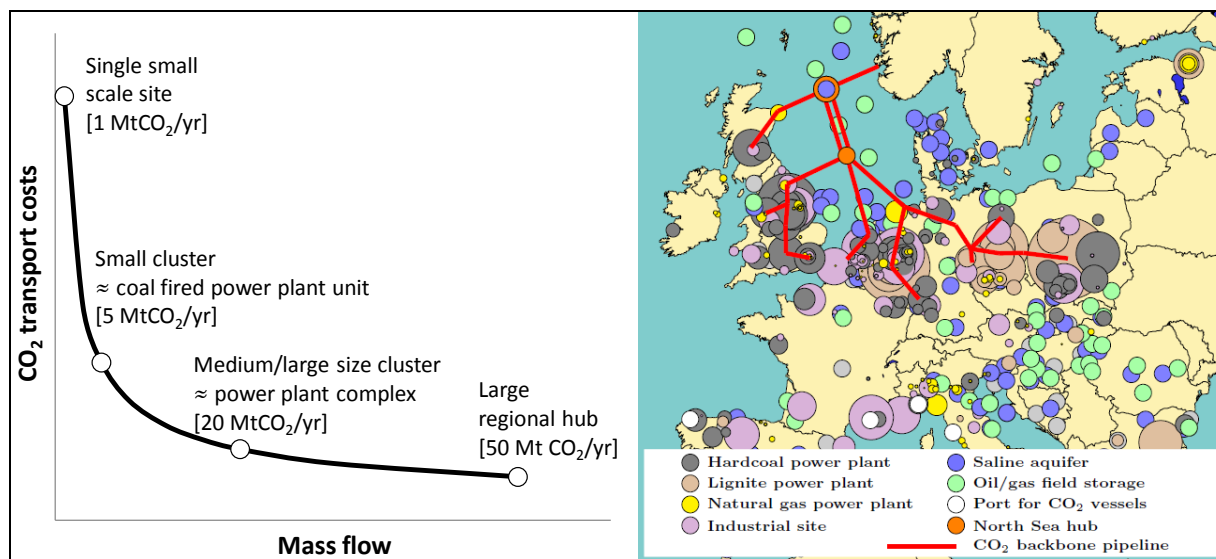 CO₂ transport costs
Single small
scale site
[1 MtCO₂/yr]
Small cluster
≈ coal fired power plant unit
[5 MtCO₂/yr]
Medium/large size cluster
≈ power plant complex
[20 MtCO₂/yr]
Large
regional hub
[50 Mt CO₂/yr]
Mass flow
Hardcoal power plant
Lignite power plant
Natural gas power plant
Industrial site
Saline aquifer
Oil/gas field storage
Port for CO₂ vessels
North Sea hub
CO₂ backbone pipeline